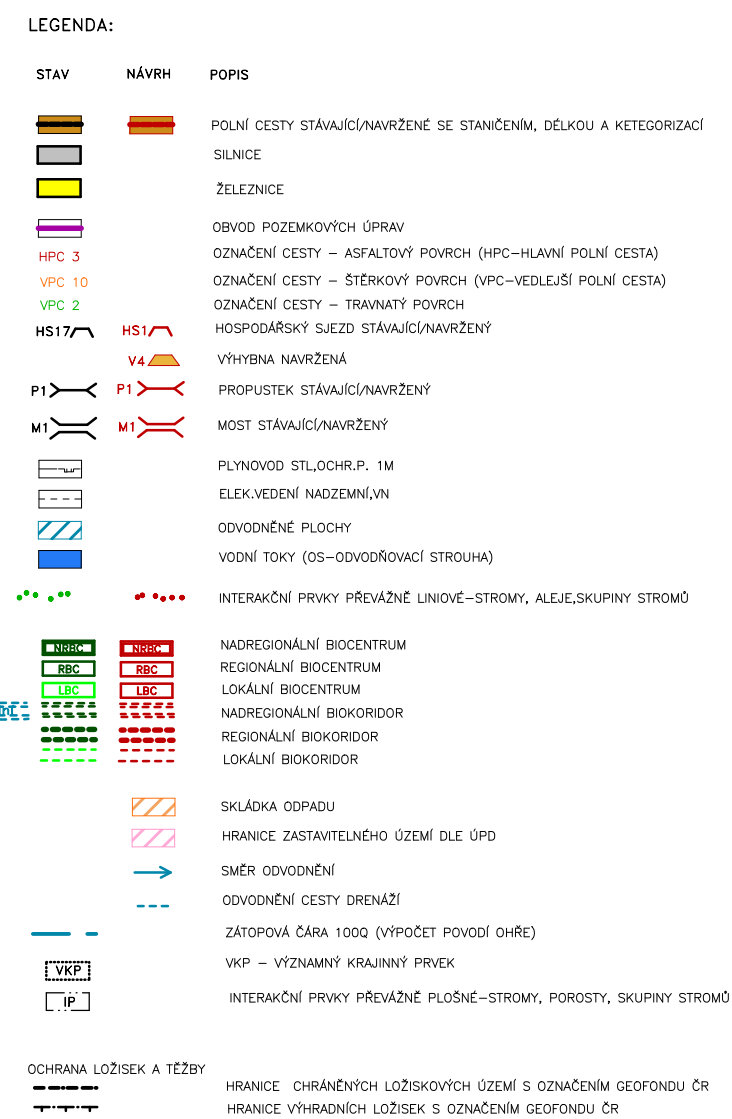 LEGENDA:
STAV NÁVRH POPIS
POLNÍ CESTY STÁVAJÍCÍ/NAVRŽENÉ SE STANIČENÍM, DÉLKOU A KETEGORIZACÍ
SILNICE
ŽELEZNICE
OBVOD POZEMKOVÝCH ÚPRAV
HPC 3 OZNAČENÍ CESTY – ASFALTOVÝ POVRCH (HPC–HLAVNÍ POLNÍ CESTA)
VPC 10 OZNAČENÍ CESTY – ŠTĚRKOVÝ POVRCH (VPC–VEDLEJŠÍ POLNÍ CESTA)
VPC 2 OZNAČENÍ CESTY – TRAVNATÝ POVRCH
HS17 HS1 HOSPODÁŘSKÝ SJEZD STÁVAJÍCÍ/NAVRŽENÝ
V4 VÝHYBNA NAVRŽENÁ
P1 P1 PROPUSTEK STÁVAJÍCÍ/NAVRŽENÝ
M1 M1 MOST STÁVAJÍCÍ/NAVRŽENÝ
PLYNOVOD STL,OCHR.P. 1M
ELEK.VEDENÍ NADZEMNÍ,VN
ODVODNĚNÉ PLOCHY
VODNÍ TOKY (OS–ODVODŇOVACÍ STROUHA)
INTERAKČNÍ PRVKY PŘEVÁŽNĚ LINIOVÉ–STROMY, ALEJE,SKUPINY STROMŮ
NRBC NRBC NADREGIONÁLNÍ BIOCENTRUM
RBC RBC REGIONÁLNÍ BIOCENTRUM
LBC LBC LOKÁLNÍ BIOCENTRUM
NADREGIONÁLNÍ BIOKORIDOR
REGIONÁLNÍ BIOKORIDOR
LOKÁLNÍ BIOKORIDOR
SKLÁDKA ODPADU
HRANICE ZASTAVITELNÉHO ÚZEMÍ DLE ÚPD
SMĚR ODVODNĚNÍ
ODVODNĚNÍ CESTY DRENÁŽÍ
ZÁTOPOVÁ ČÁRA 100Q (VÝPOČET POVODÍ OHŘE)
VKP VKP – VÝZNAMNÝ KRAJINNÝ PRVEK
IP INTERAKČNÍ PRVKY PŘEVÁŽNĚ PLOŠNÉ–STROMY, POROSTY, SKUPINY STROMŮ
OCHRANA LOŽISEK A TĚŽBY
HRANICE CHRÁNĚNÝCH LOŽISKOVÝCH ÚZEMÍ S OZNAČENÍM GEOFONDU ČR
HRANICE VÝHRADNÍCH LOŽISEK S OZNAČENÍM GEOFONDU ČR